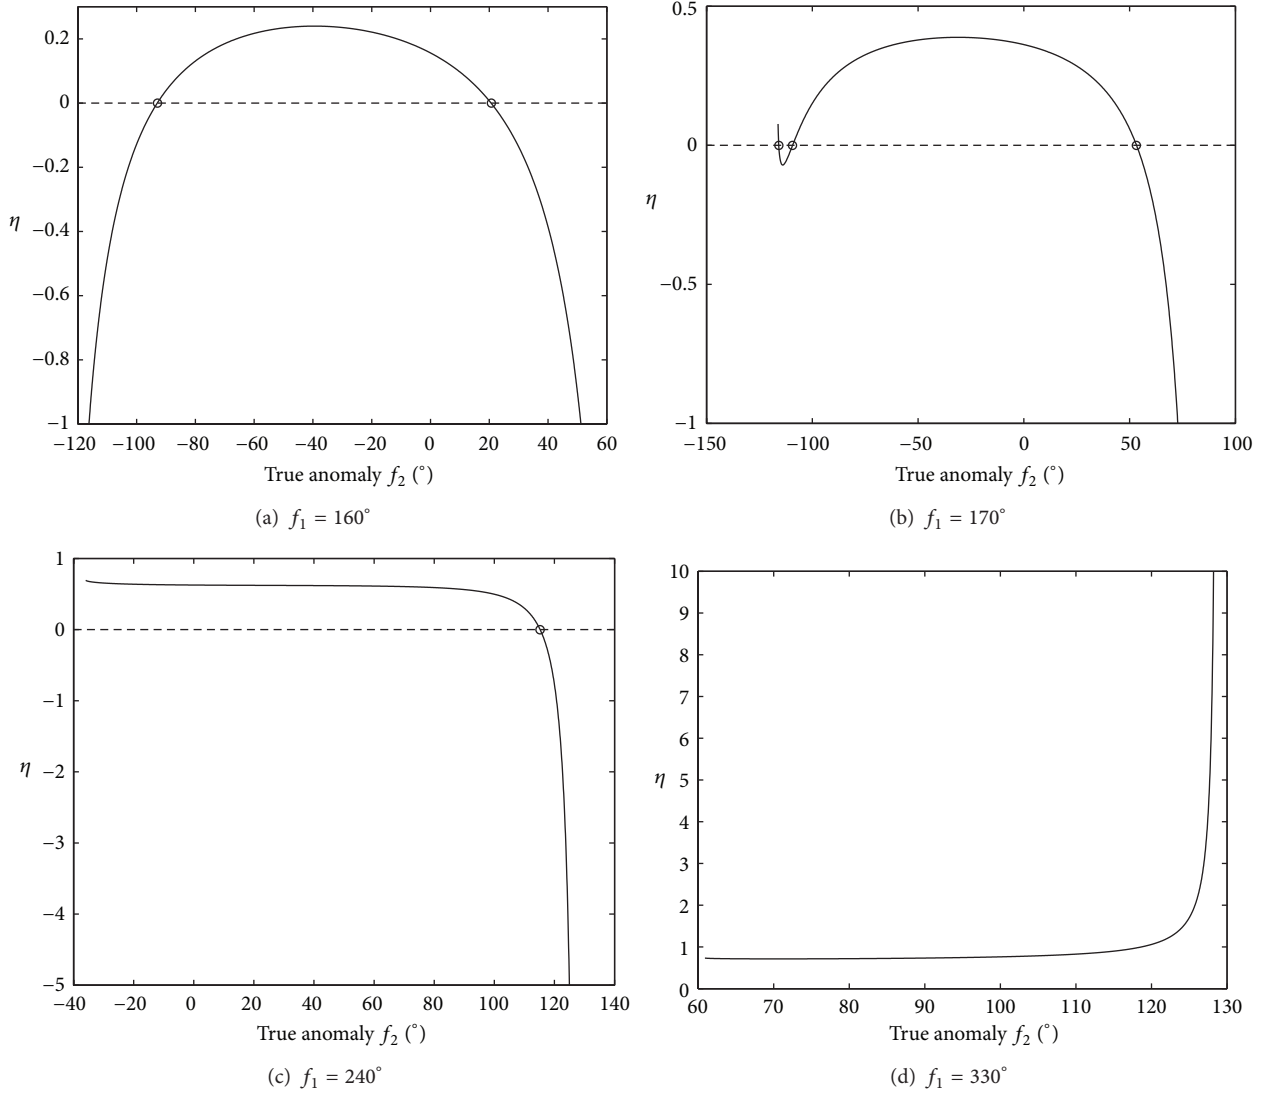 0.2
0
−0.2
−0.4
−0.6
−0.8
−1
η
−120 −100 −80 −60 −40 −20 0 20 40 60
True anomaly f₂ (°)
(a) f₁ = 160°
0.5
0
−0.5
−1
η
−150 −100 −50 0 50 100
True anomaly f₂ (°)
(b) f₁ = 170°
1
0
−1
−2
−3
−4
−5
η
−40 −20 0 20 40 60 80 100 120 140
True anomaly f₂ (°)
(c) f₁ = 240°
10
9
8
7
6
5
4
3
2
1
0
η
60 70 80 90 100 110 120 130
True anomaly f₂ (°)
(d) f₁ = 330°